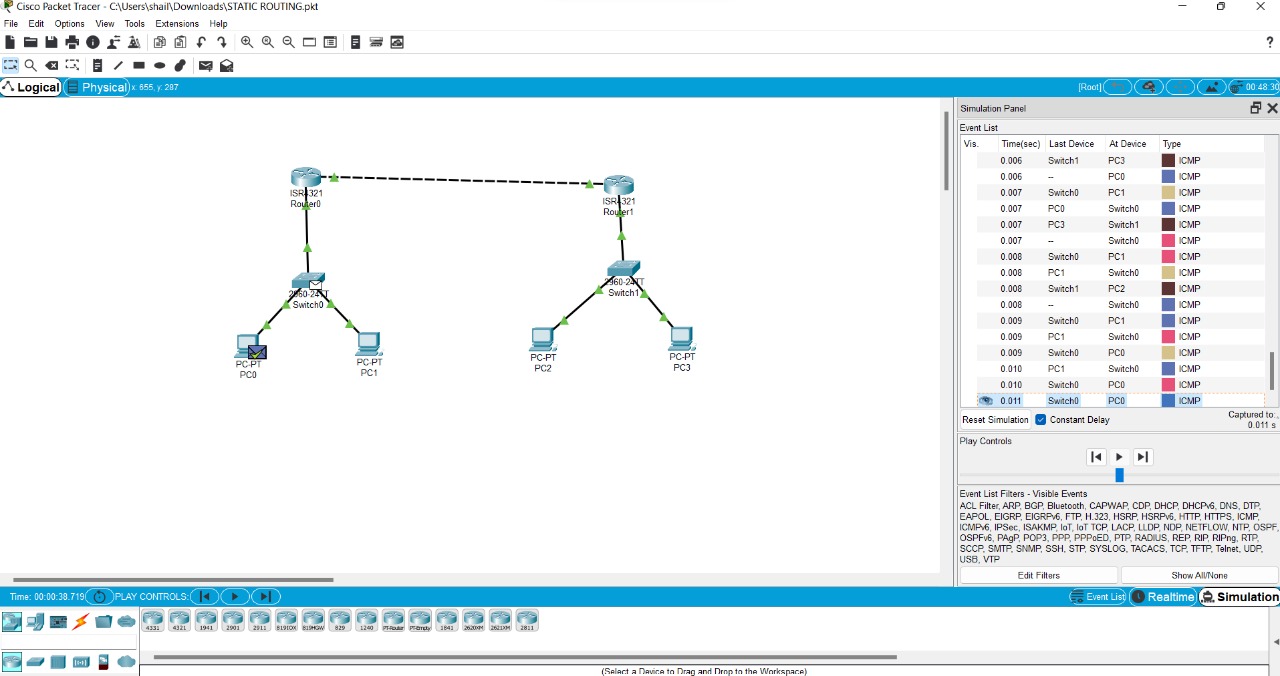 Cisco Packet Tracer - C:\Users\shail\Downloads\STATIC ROUTING.pkt
File Edit Options View Tools Extensions Help
?
Logical Physical x: 655, y: 287 [Root] 00:48:30
Simulation Panel
Event List
Vis. Time(sec) Last Device At Device Type
0.006 Switch1 PC3 ICMP
0.006 -- PC0 ICMP
0.007 Switch0 PC1 ICMP
0.007 PC0 Switch0 ICMP
0.007 PC3 Switch1 ICMP
0.007 -- Switch0 ICMP
0.008 Switch0 PC1 ICMP
0.008 PC1 Switch0 ICMP
0.008 Switch1 PC2 ICMP
0.008 -- Switch0 ICMP
0.009 Switch0 PC1 ICMP
0.009 PC1 Switch0 ICMP
0.009 Switch0 PC0 ICMP
0.010 PC1 Switch0 ICMP
0.010 Switch0 PC0 ICMP
0.011 Switch0 PC0 ICMP
Reset Simulation Constant Delay Captured to:
0.011 s
Play Controls
Event List Filters - Visible Events
ACL Filter, ARP, BGP, Bluetooth, CAPWAP, CDP, DHCP, DHCPv6, DNS, DTP,
EAPOL, EIGRP, EIGRPv6, FTP, H.323, HSRP, HSRPv6, HTTP, HTTPS, ICMP,
ICMPv6, IPSec, ISAKMP, IoT, IoT TCP, LACP, LLDP, NDP, NETFLOW, NTP, OSPF,
OSPFv6, PAgP, POP3, PPP, PPPoED, PTP, RADIUS, REP, RIP, RIPng, RTP,
SCCP, SMTP, SNMP, SSH, STP, SYSLOG, TACACS, TCP, TFTP, Telnet, UDP,
USB, VTP
Edit Filters Show All/None
ISR4321
Router0
ISR4321
Router1
2960-24TT
Switch0
2960-24TT
Switch1
PC-PT
PC0
PC-PT
PC1
PC-PT
PC2
PC-PT
PC3
Time: 00:00:38.719 PLAY CONTROLS: Event List Realtime Simulation
4331 4321 1941 2901 2911 819IOX 819HGW 829 1240 PT-Router PT-Empty 1841 2620XM 2621XM 2811
(Select a Device to Drag and Drop to the Workspace)